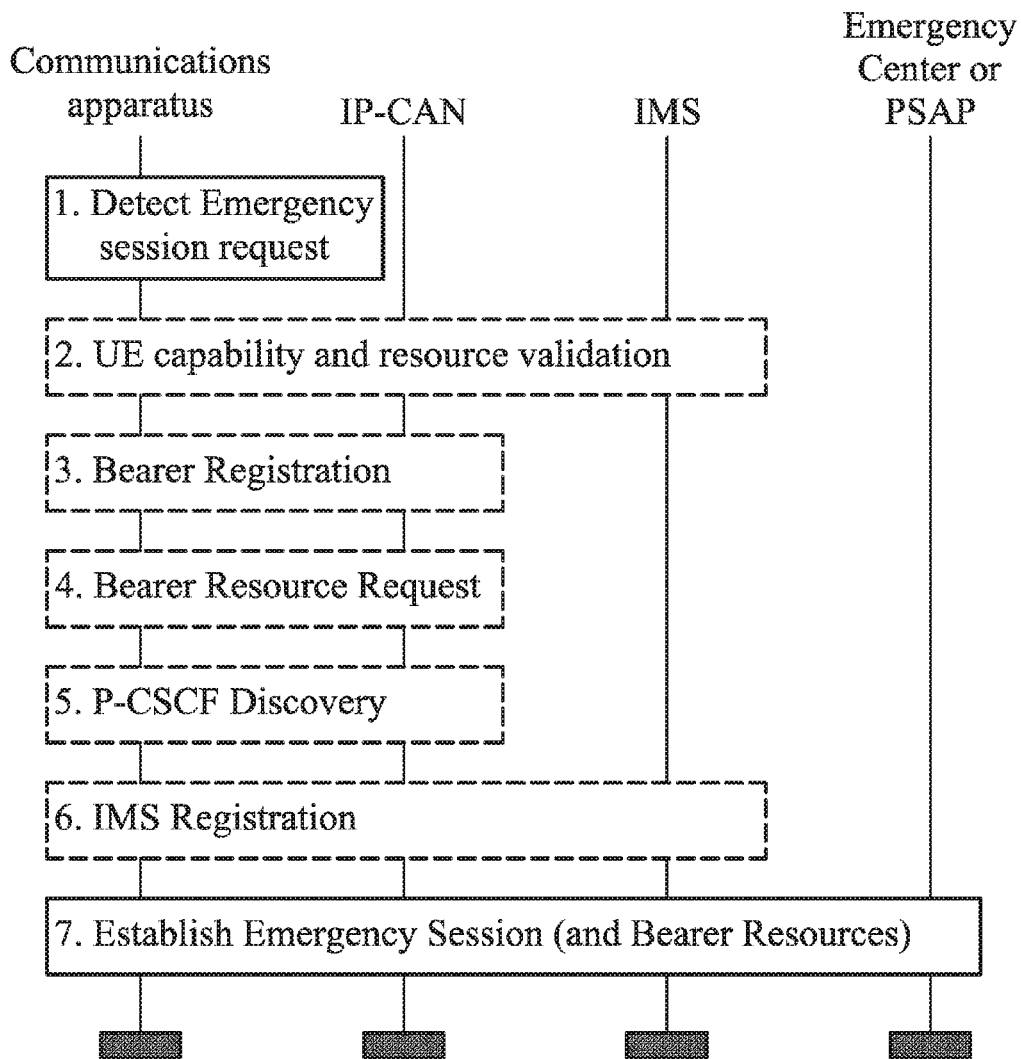 Communications
apparatus
IP-CAN
IMS
Emergency
Center or
PSAP
1. Detect Emergency
session request
2. UE capability and resource validation
3. Bearer Registration
4. Bearer Resource Request
5. P-CSCF Discovery
6. IMS Registration
7. Establish Emergency Session (and Bearer Resources)